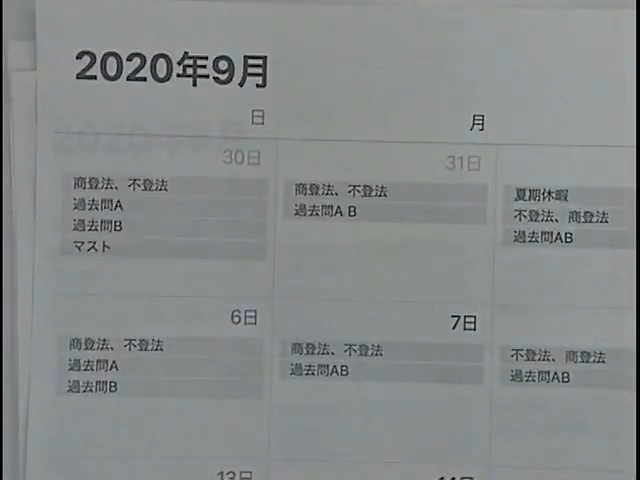 2020年9月
日
月
30日
31日
商登法、不登法
過去問A
過去問B
マスト
商登法、不登法
過去問A B
夏期休暇
不登法、商登法
過去問AB
6日
7日
商登法、不登法
過去問A
過去問B
商登法、不登法
過去問AB
不登法、商登法
過去問AB
13日